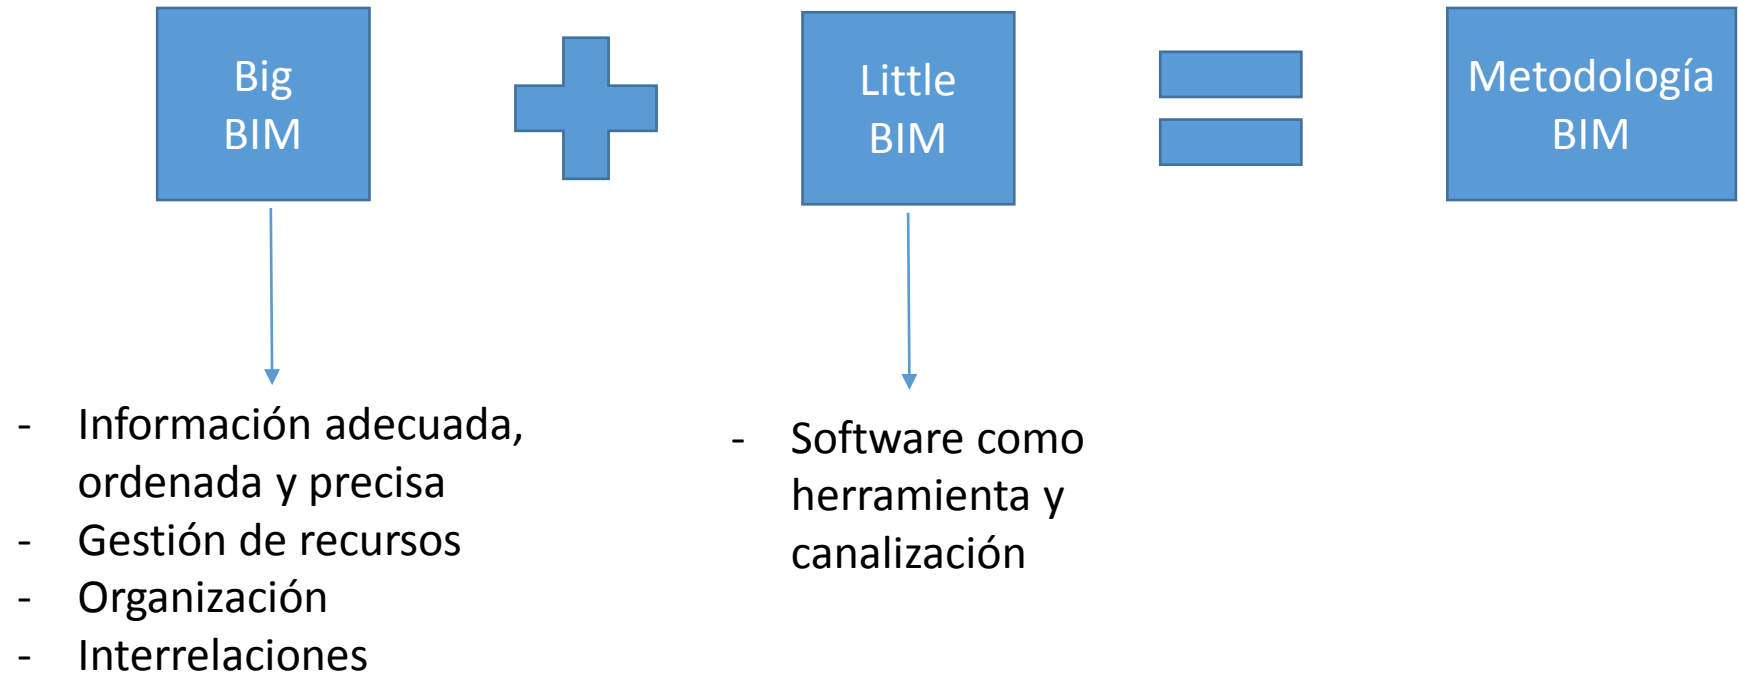 Big
BIM
Little
BIM
Metodología
BIM
- Información adecuada,
ordenada y precisa
- Gestión de recursos
- Organización
- Interrelaciones
- Software como
herramienta y
canalización